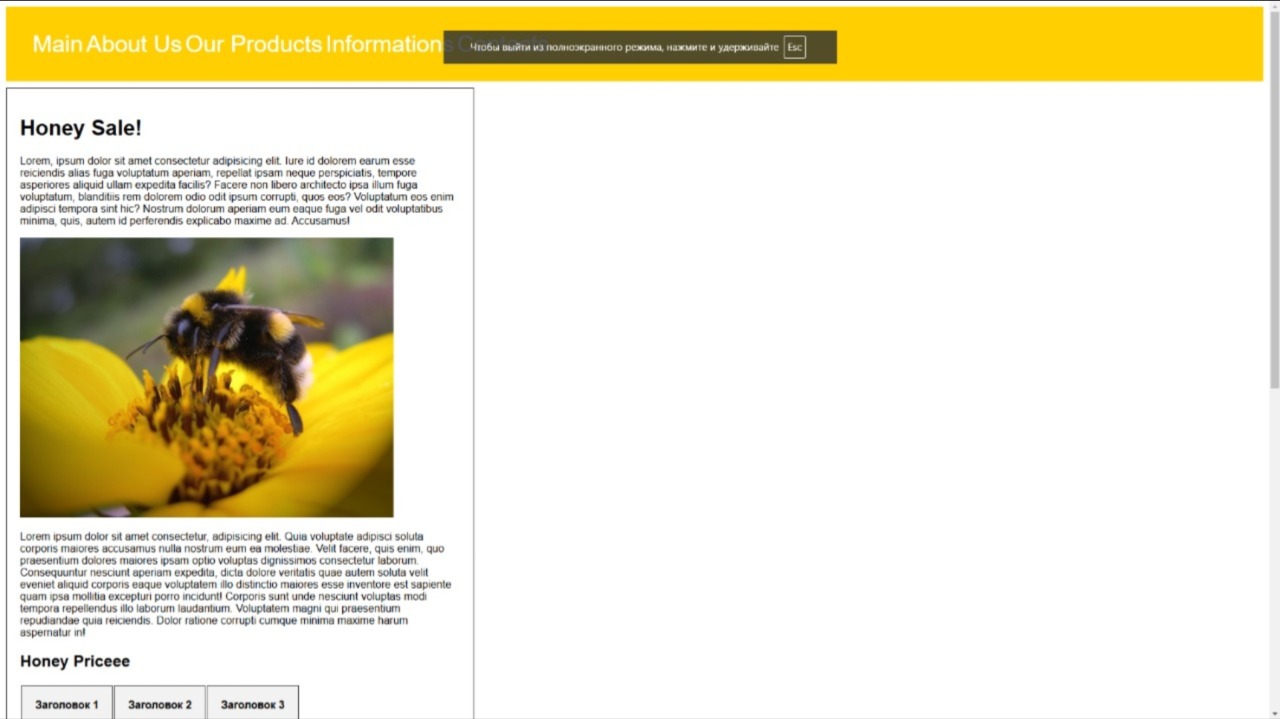 Main About Us Our Products Informations
Чтобы выйти из полноэкранного режима, нажмите и удерживайте Esc
Honey Sale!
Lorem, ipsum dolor sit amet consectetur adipisicing elit. Iure id dolorem earum esse
reiciendis alias fuga voluptatum aperiam, repellat ipsam neque perspiciatis, tempore
asperiores aliquid ullam expedita facilis? Facere non libero architecto ipsa illum fuga
voluptatum, blanditiis rem dolorem odio odit ipsum corrupti, quos eos? Voluptatum eos enim
adipisci tempora sint hic? Nostrum dolorum aperiam eum eaque fuga vel odit voluptatibus
minima, quis, autem id perferendis explicabo maxime ad. Accusamus!
Lorem ipsum dolor sit amet consectetur, adipisicing elit. Quia voluptate adipisci soluta
corporis maiores accusamus nulla nostrum eum ea molestiae. Velit facere, quis enim, quo
praesentium dolores maiores ipsam optio voluptas dignissimos consectetur laborum.
Consequuntur nesciunt aperiam expedita, dicta dolore veritatis quae autem soluta velit
eveniet aliquid corporis eaque voluptatem illo distinctio maiores esse inventore est sapiente
quam ipsa mollitia excepturi porro incidunt! Corporis sunt unde nesciunt voluptas modi
tempora repellendus illo laborum laudantium. Voluptatem magni qui praesentium
repudiandae quia reiciendis. Dolor ratione corrupti cumque minima maxime harum
aspernatur in!
Honey Priceee
Заголовок 1 Заголовок 2 Заголовок 3